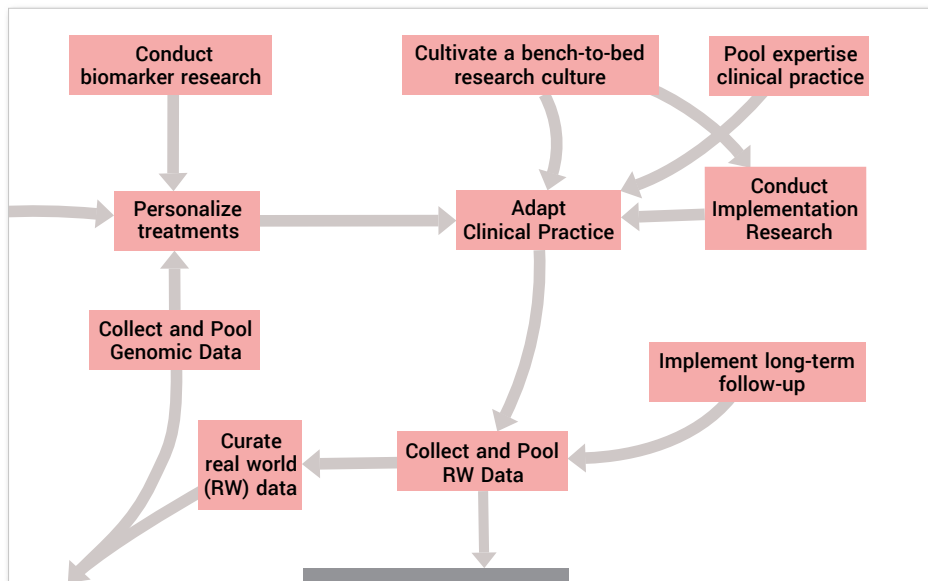 Conduct
biomarker research
Cultivate a bench-to-bed
research culture
Pool expertise
clinical practice
Personalize
treatments
Adapt
Clinical Practice
Conduct
Implementation
Research
Collect and Pool
Genomic Data
Implement long-term
follow-up
Curate
real world
(RW) data
Collect and Pool
RW Data